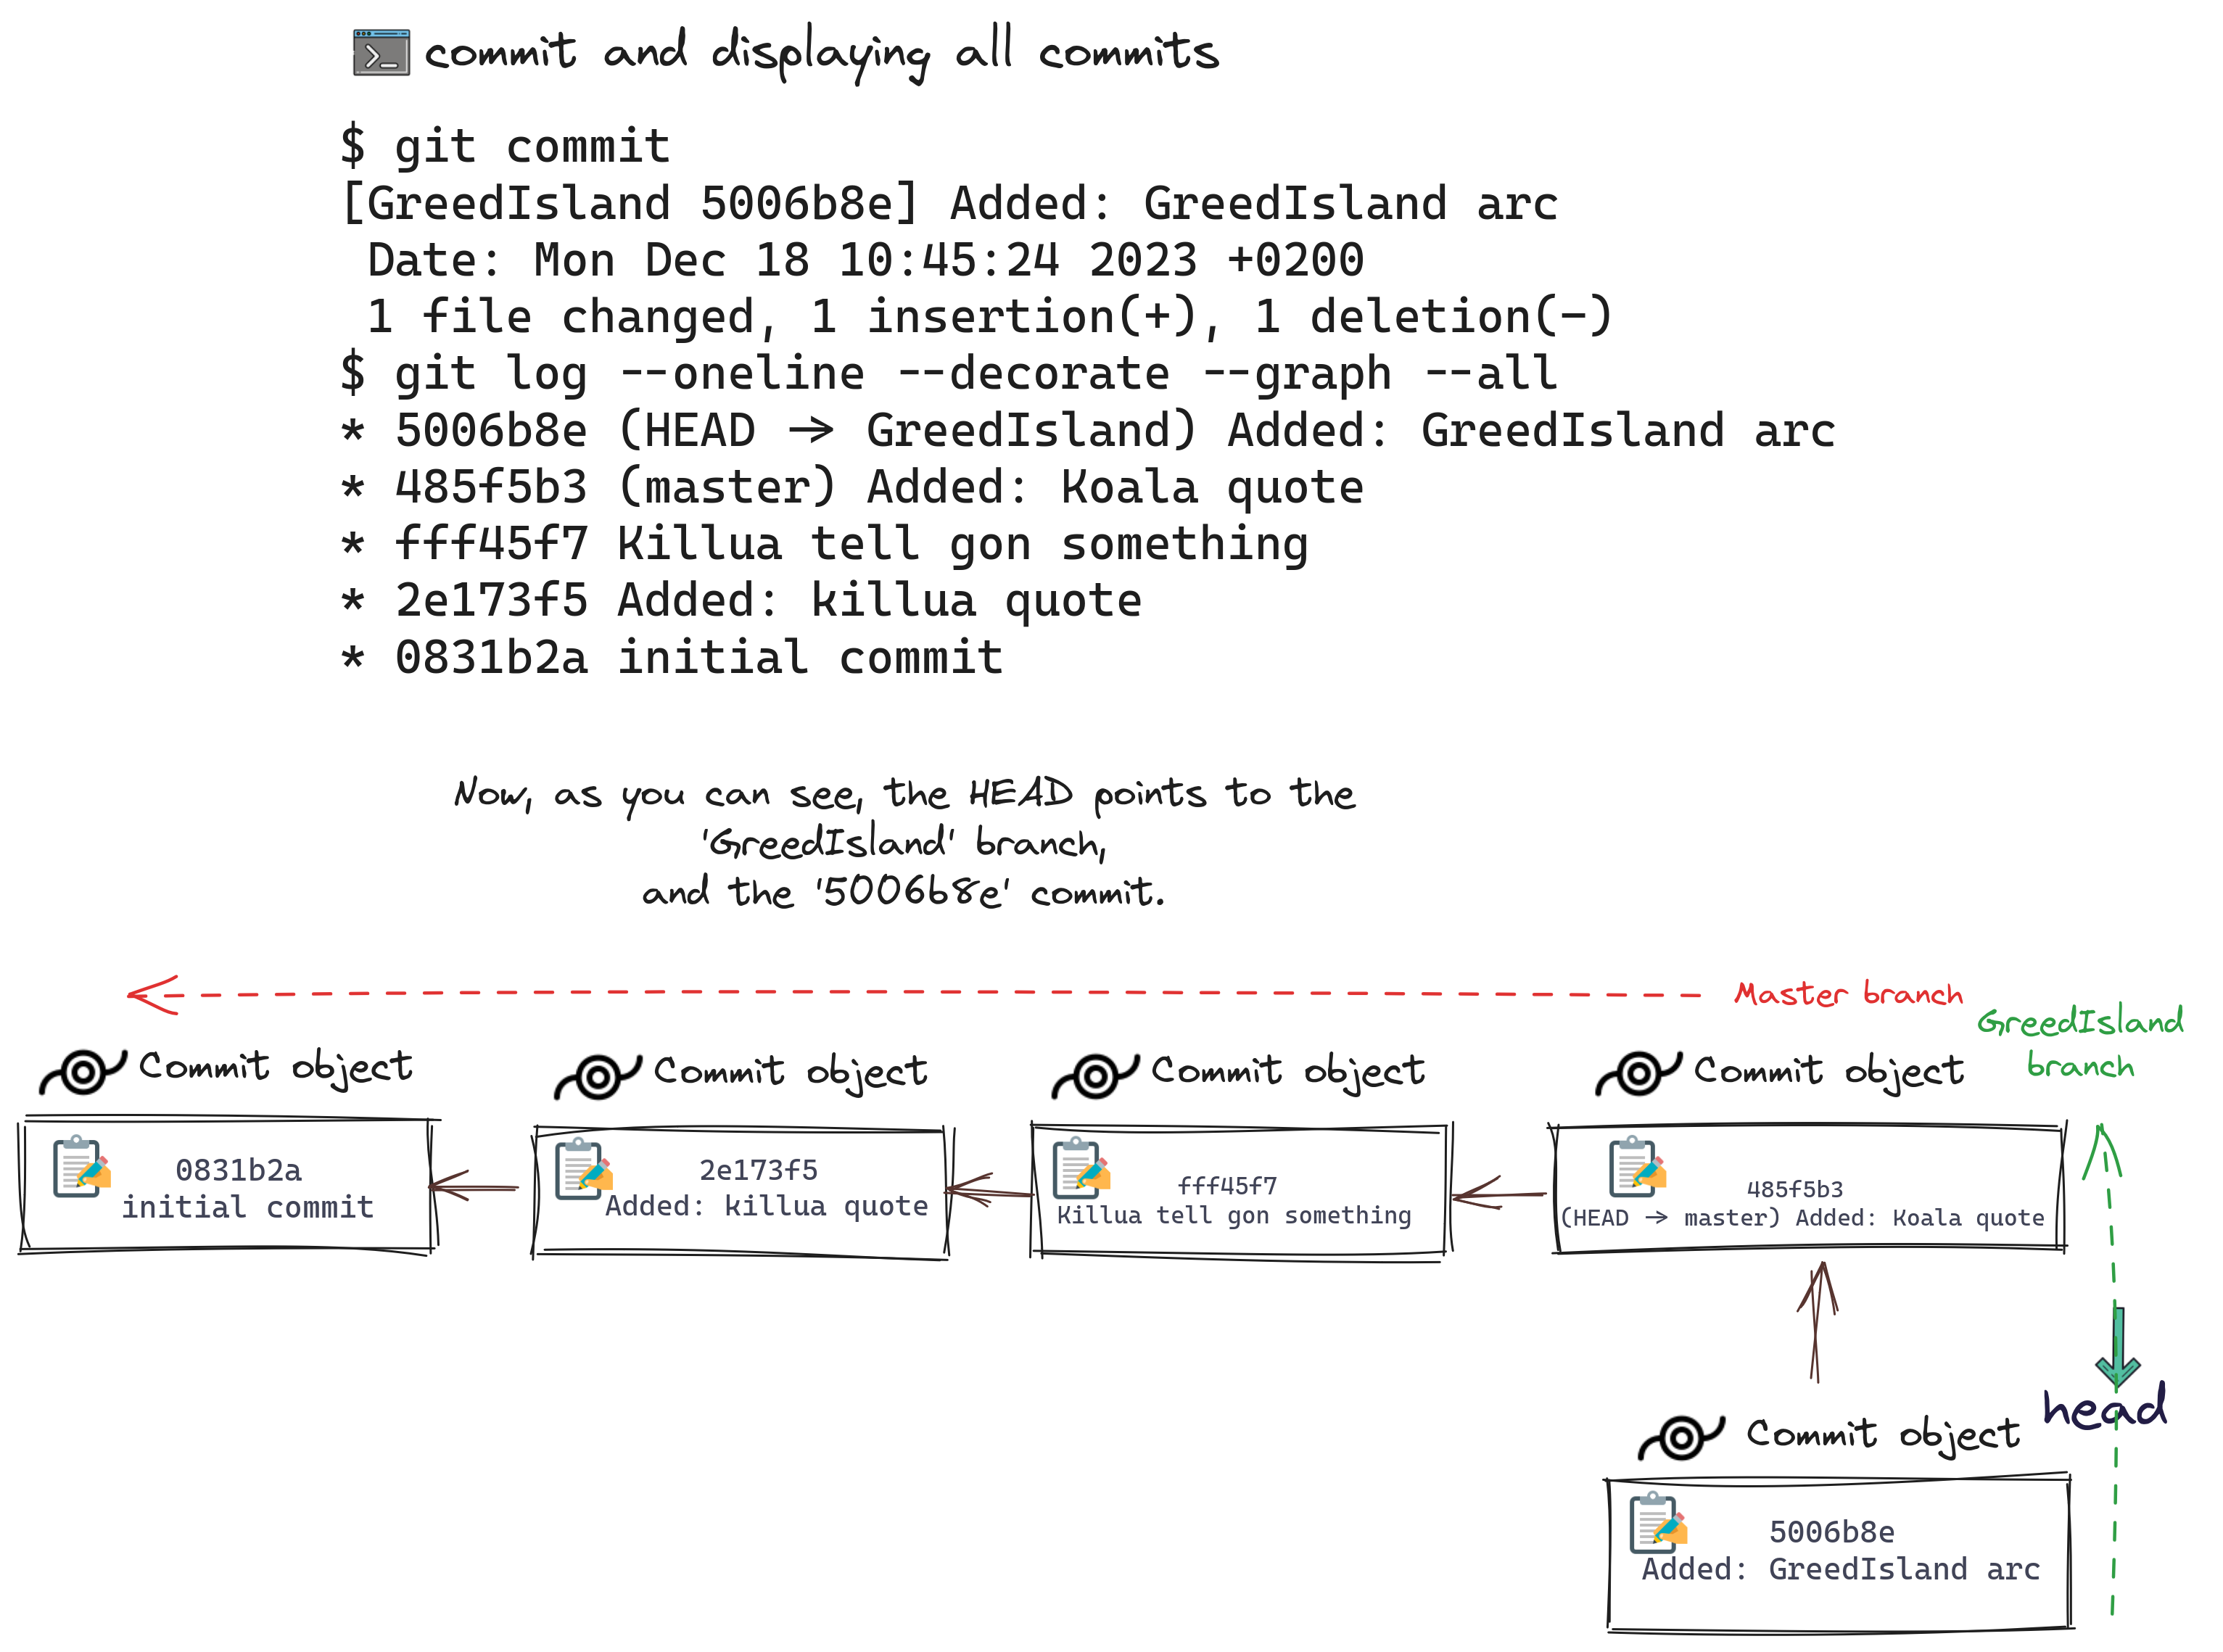 commit and displaying all commits
$ git commit
[GreedIsland 5006b8e] Added: GreedIsland arc
Date: Mon Dec 18 10:45:24 2023 +0200
1 file changed, 1 insertion(+), 1 deletion(-)
$ git log --oneline --decorate --graph --all
* 5006b8e (HEAD -> GreedIsland) Added: GreedIsland arc
* 485f5b3 (master) Added: Koala quote
* fff45f7 Killua tell gon something
* 2e173f5 Added: killua quote
* 0831b2a initial commit
Now, as you can see, the HEAD points to the
'GreedIsland' branch,
and the '5006b8e' commit.
Master branch
GreedIsland
branch
Commit object
0831b2a
initial commit
Commit object
2e173f5
Added: killua quote
Commit object
fff45f7
Killua tell gon something
Commit object
485f5b3
(HEAD -> master) Added: Koala quote
head
Commit object
5006b8e
Added: GreedIsland arc